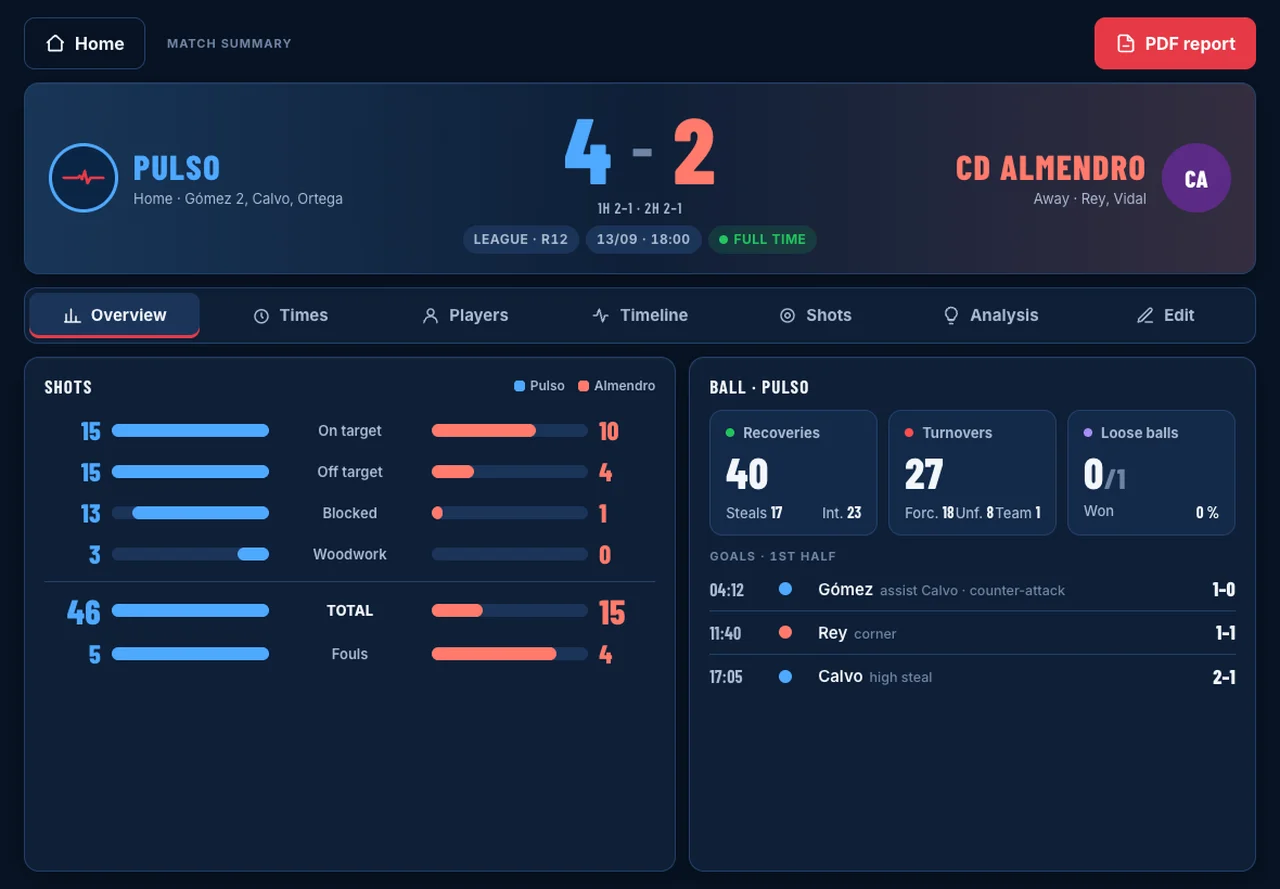 Home
MATCH SUMMARY
PDF report
PULSO
Home · Gómez 2, Calvo, Ortega
4 - 2
1H 2-1 · 2H 2-1
LEAGUE · R12
13/09 · 18:00
FULL TIME
CD ALMENDRO
Away · Rey, Vidal
CA
Overview
Times
Players
Timeline
Shots
Analysis
Edit
SHOTS
Pulso
Almendro
15 On target 10
15 Off target 4
13 Blocked 1
3 Woodwork 0
46 TOTAL 15
5 Fouls 4
BALL · PULSO
Recoveries
40
Steals 17 Int. 23
Turnovers
27
Forc. 18 Unf. 8 Team 1
Loose balls
0/1
Won 0 %
GOALS · 1ST HALF
04:12 Gómez assist Calvo · counter-attack 1-0
11:40 Rey corner 1-1
17:05 Calvo high steal 2-1